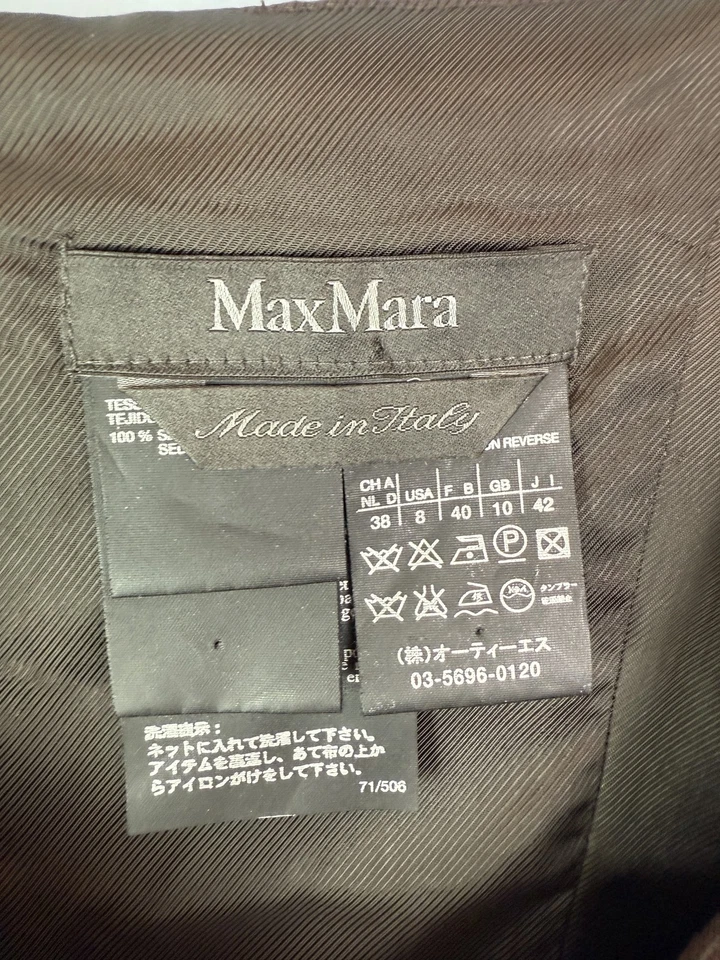 MaxMara
Made in Italy
100 %
ON REVERSE
CH A
NL D USA F B GB J I
38 8 40 10 42
P
タンブラー
(株)オーティーエス
03-5696-0120
洗濯表示:
ネットに入れて洗濯して下さい。
アイテムを裏返し、あて布の上か
らアイロンがけをして下さい。
71/506